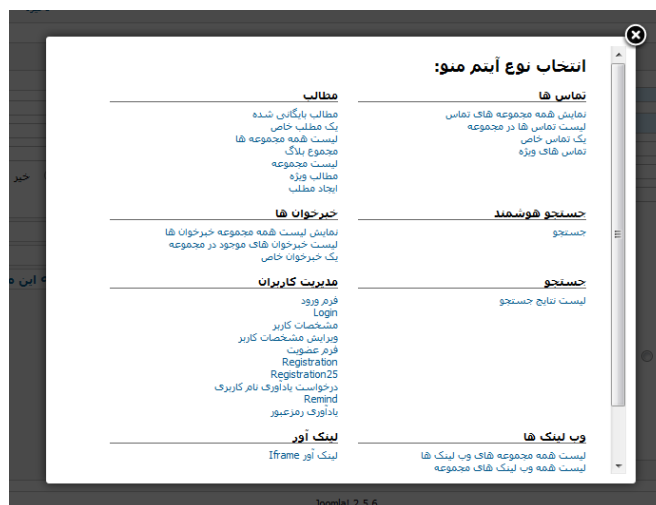 انتخاب نوع آیتم منو:
تماس ها
نمایش همه مجموعه های تماس
لیست تماس ها در مجموعه
یک تماس خاص
تماس های ویژه
مطالب
مطالب بایگانی شده
یک مطلب خاص
لیست همه مجموعه ها
مجموع بلاگ
لیست مجموعه
مطالب ویژه
ایجاد مطلب
جستجو هوشمند
جستجو
خبرخوان ها
نمایش لیست همه مجموعه خبرخوان ها
لیست خبرخوان های موجود در مجموعه
یک خبرخوان خاص
جستجو
لیست نتایج جستجو
مدیریت کاربران
فرم ورود
Login
مشخصات کاربر
ویرایش مشخصات کاربر
فرم عضویت
Registration
Registration25
درخواست یادآوری نام کاربری
Remind
یادآوری رمزعبور
وب لینک ها
لیست همه مجموعه های وب لینک ها
لیست همه وب لینک های مجموعه
لینک آور
لینک آور Iframe
خبر
ه این م
Joomla! 2.5.6